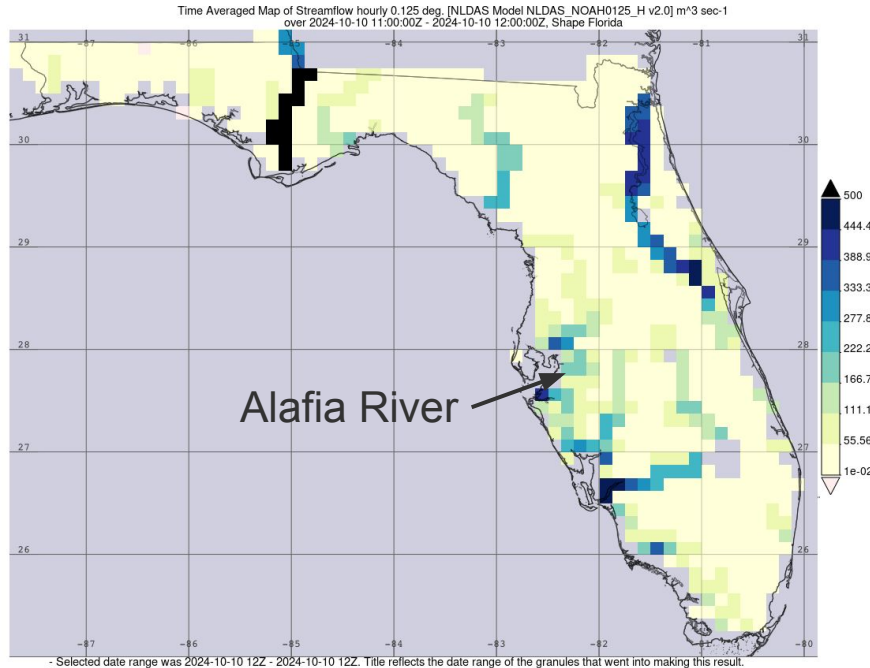 Time Averaged Map of Streamflow hourly 0.125 deg. [NLDAS Model NLDAS_NOAH0125_H v2.0] m^3 sec-1
over 2024-10-10 11:00:00Z - 2024-10-10 12:00:00Z, Shape Florida
-87 -86 -85 -84 -83 -82 -81 -80
31 31
30 30
29 29
28 28
27 27
26 26
Alafia River
500
444.4
388.9
333.3
277.8
222.2
166.7
111.1
55.56
1e-02
-87 -86 -85 -84 -83 -82 -81 -80
- Selected date range was 2024-10-10 12Z - 2024-10-10 12Z. Title reflects the date range of the granules that went into making this result.